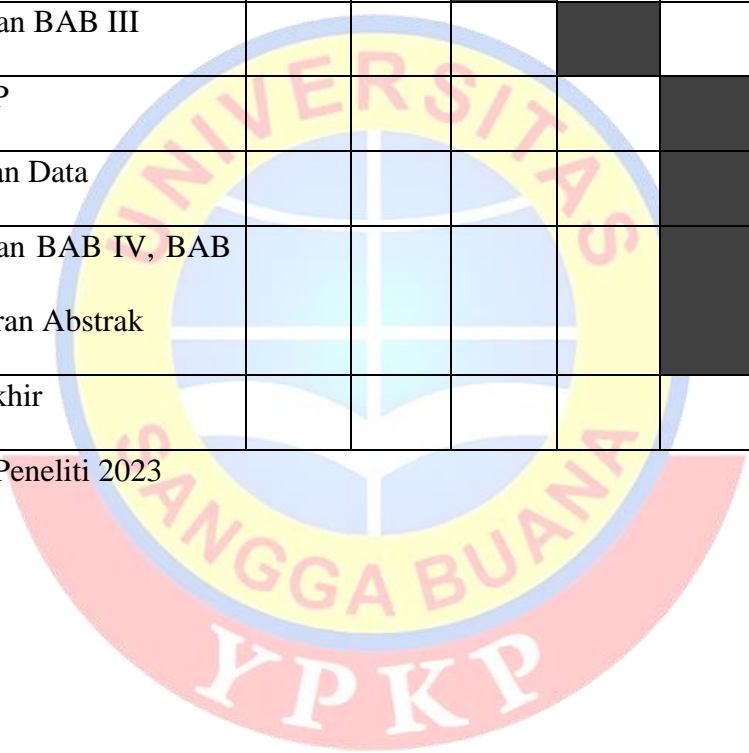 an BAB III
P
an Data
an BAB IV, BAB
ran Abstrak
khir
Peneliti 2023
UNIVERSITAS
SANGGA BUANA
YPKP